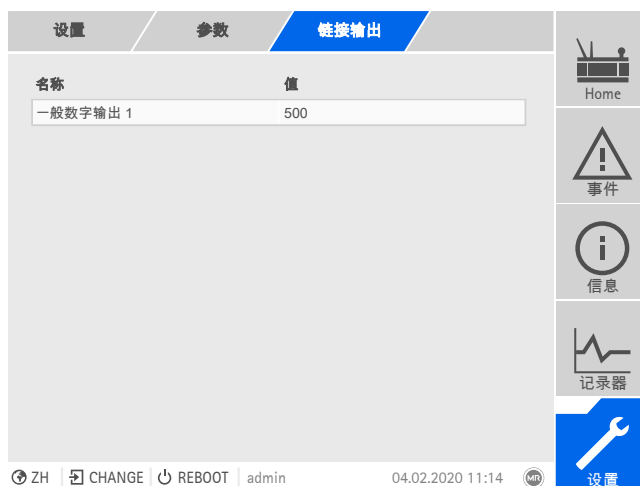 设置 参数 链接输出
名称 值
一般数字输出 1 500
Home
事件
信息
记录器
设置
ZH CHANGE REBOOT admin 04.02.2020 11:14 MR